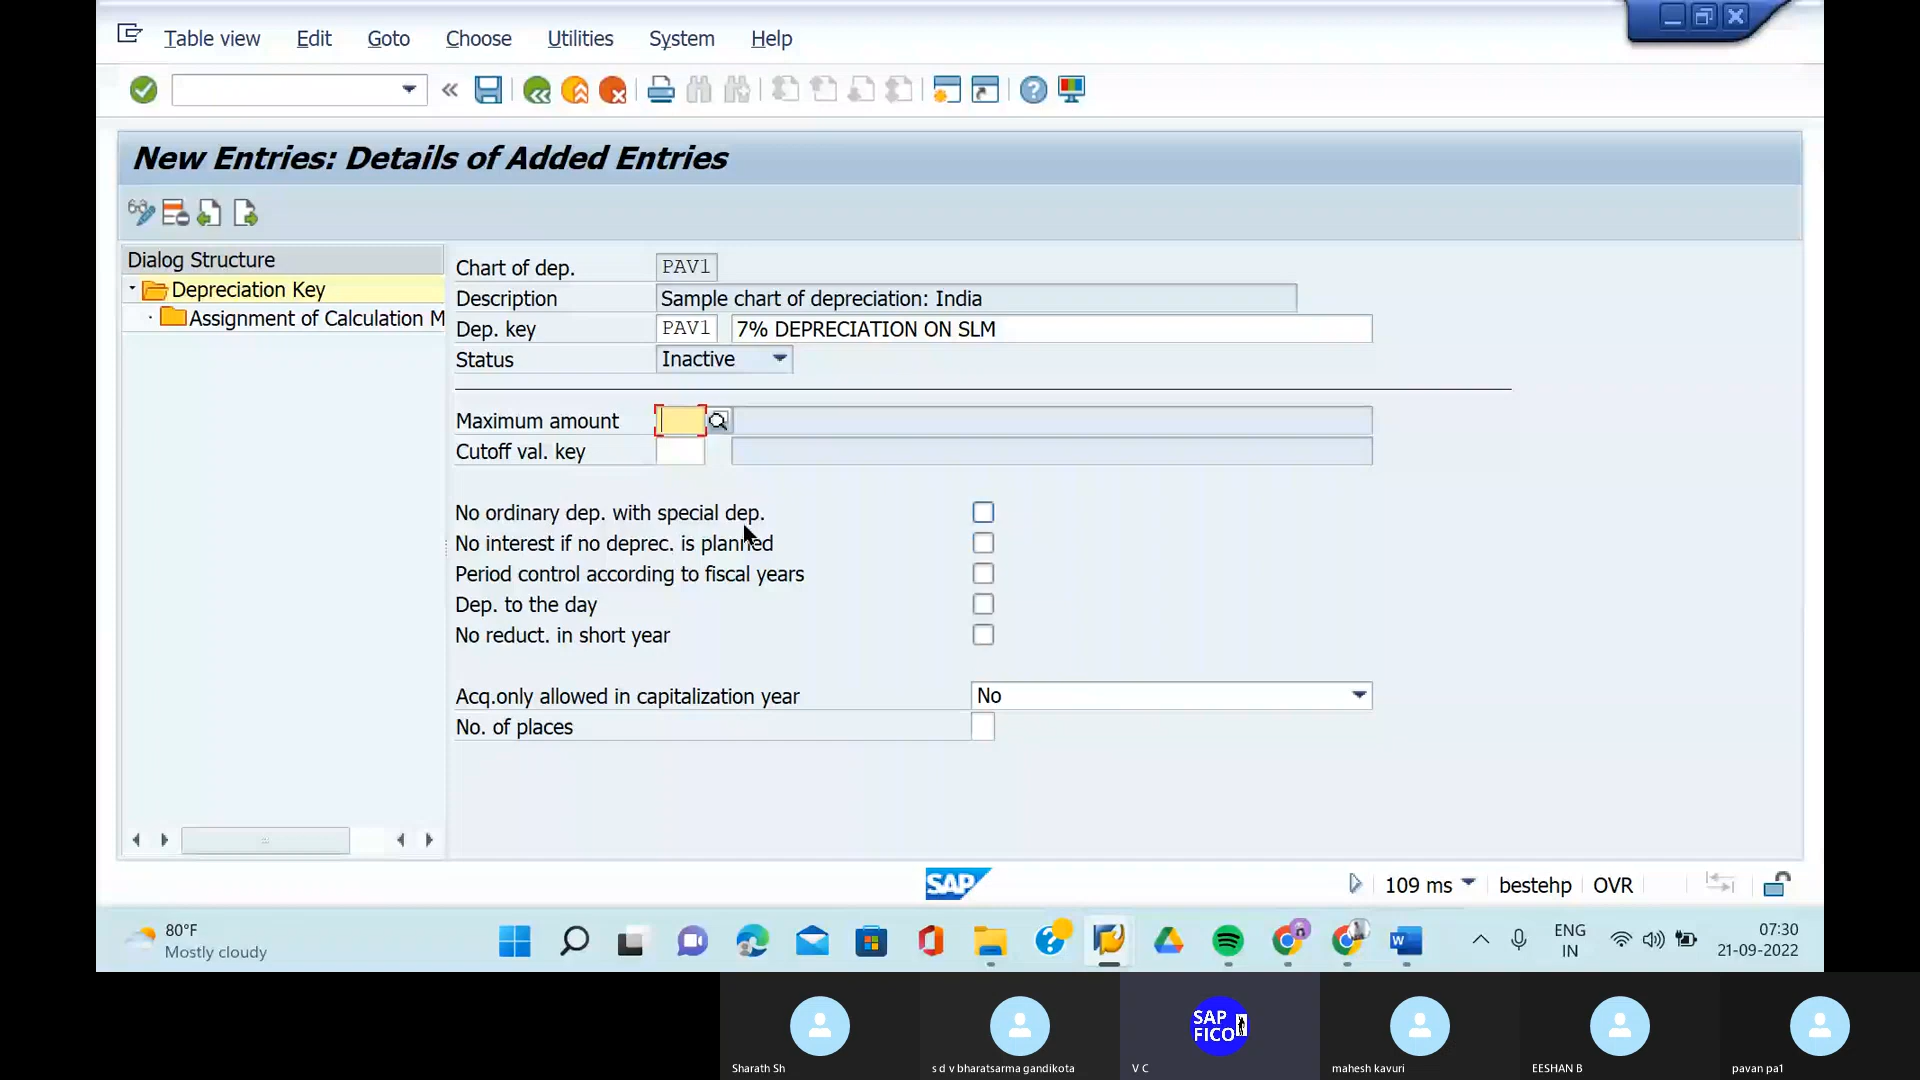 Table view Edit Goto Choose Utilities System Help
New Entries: Details of Added Entries
Dialog Structure
Depreciation Key
Assignment of Calculation M
Chart of dep. PAV1
Description Sample chart of depreciation: India
Dep. key PAV1 7% DEPRECIATION ON SLM
Status Inactive
Maximum amount
Cutoff val. key
No ordinary dep. with special dep.
No interest if no deprec. is planned
Period control according to fiscal years
Dep. to the day
No reduct. in short year
Acq.only allowed in capitalization year No
No. of places
SAP 109 ms bestehp OVR
80°F
Mostly cloudy
ENG
IN
07:30
21-09-2022
SAP
FICO
Sharath Sh s d v bharatsarma gandikota V C mahesh kavuri EESHAN B pavan pa1